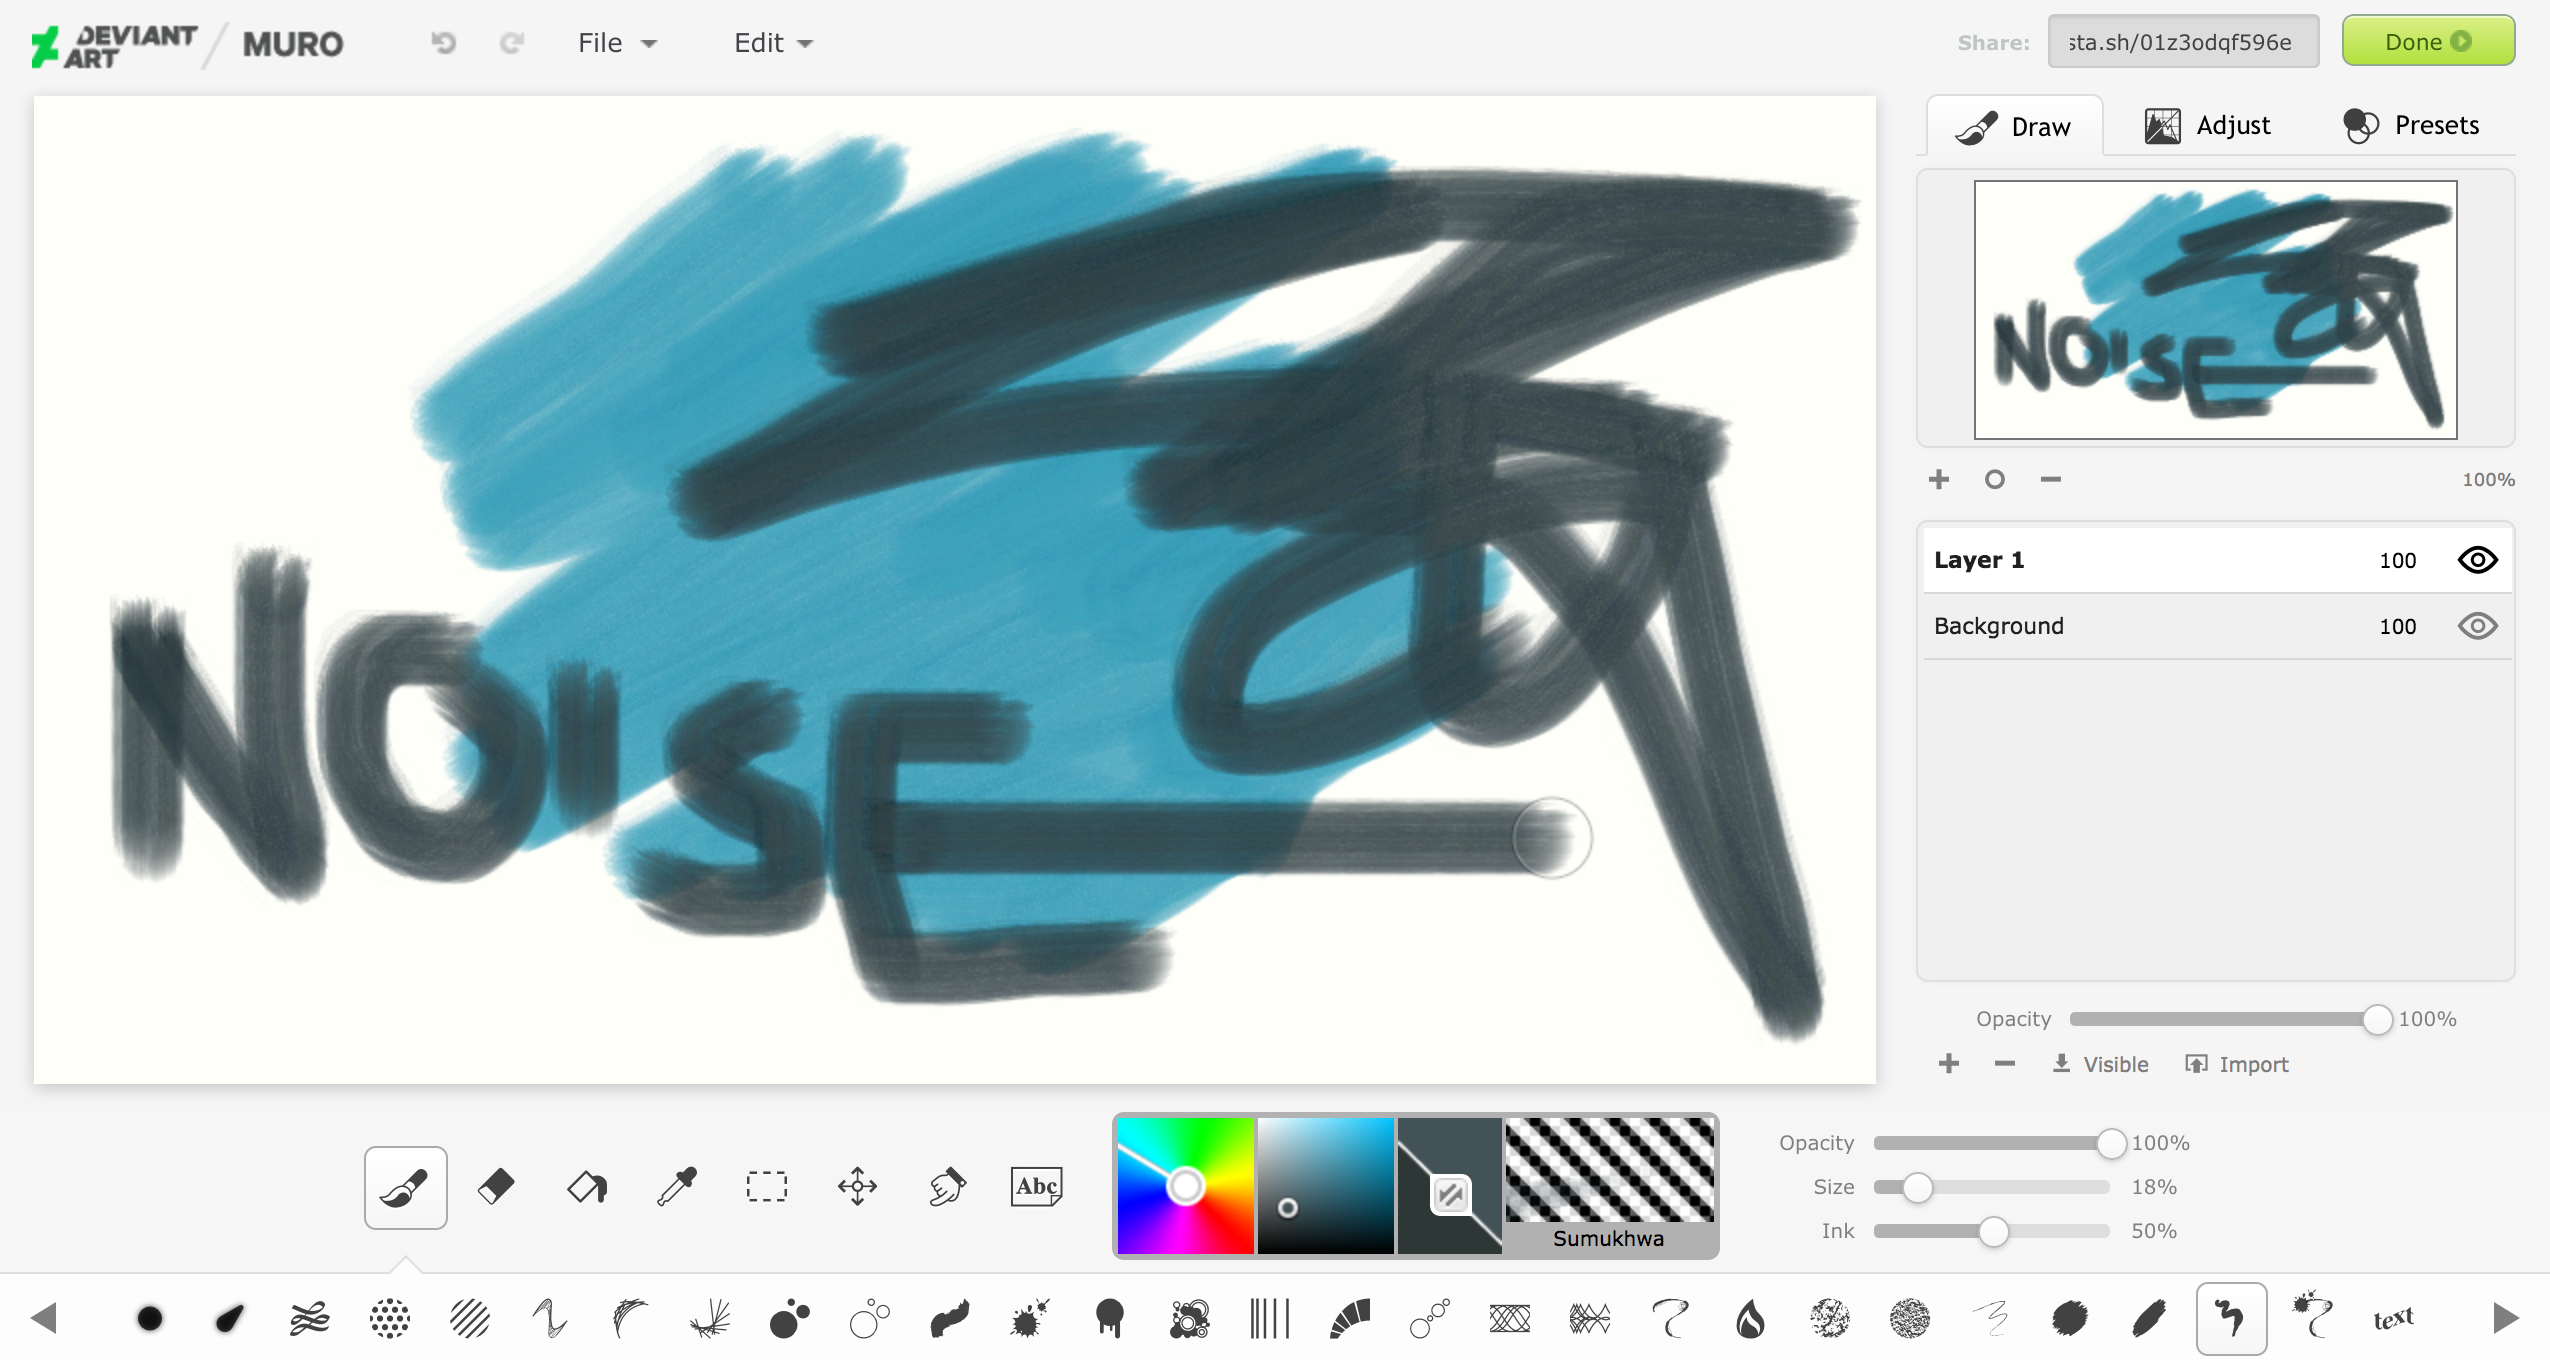 DEVIANT ART / MURO
File
Edit
Share:
sta.sh/01z3odqf596e
Done
Draw
Adjust
Presets
100%
Layer 1 100
Background 100
Opacity 100%
Visible
Import
NOISE
Abc
Sumukhwa
Opacity 100%
Size 18%
Ink 50%
text